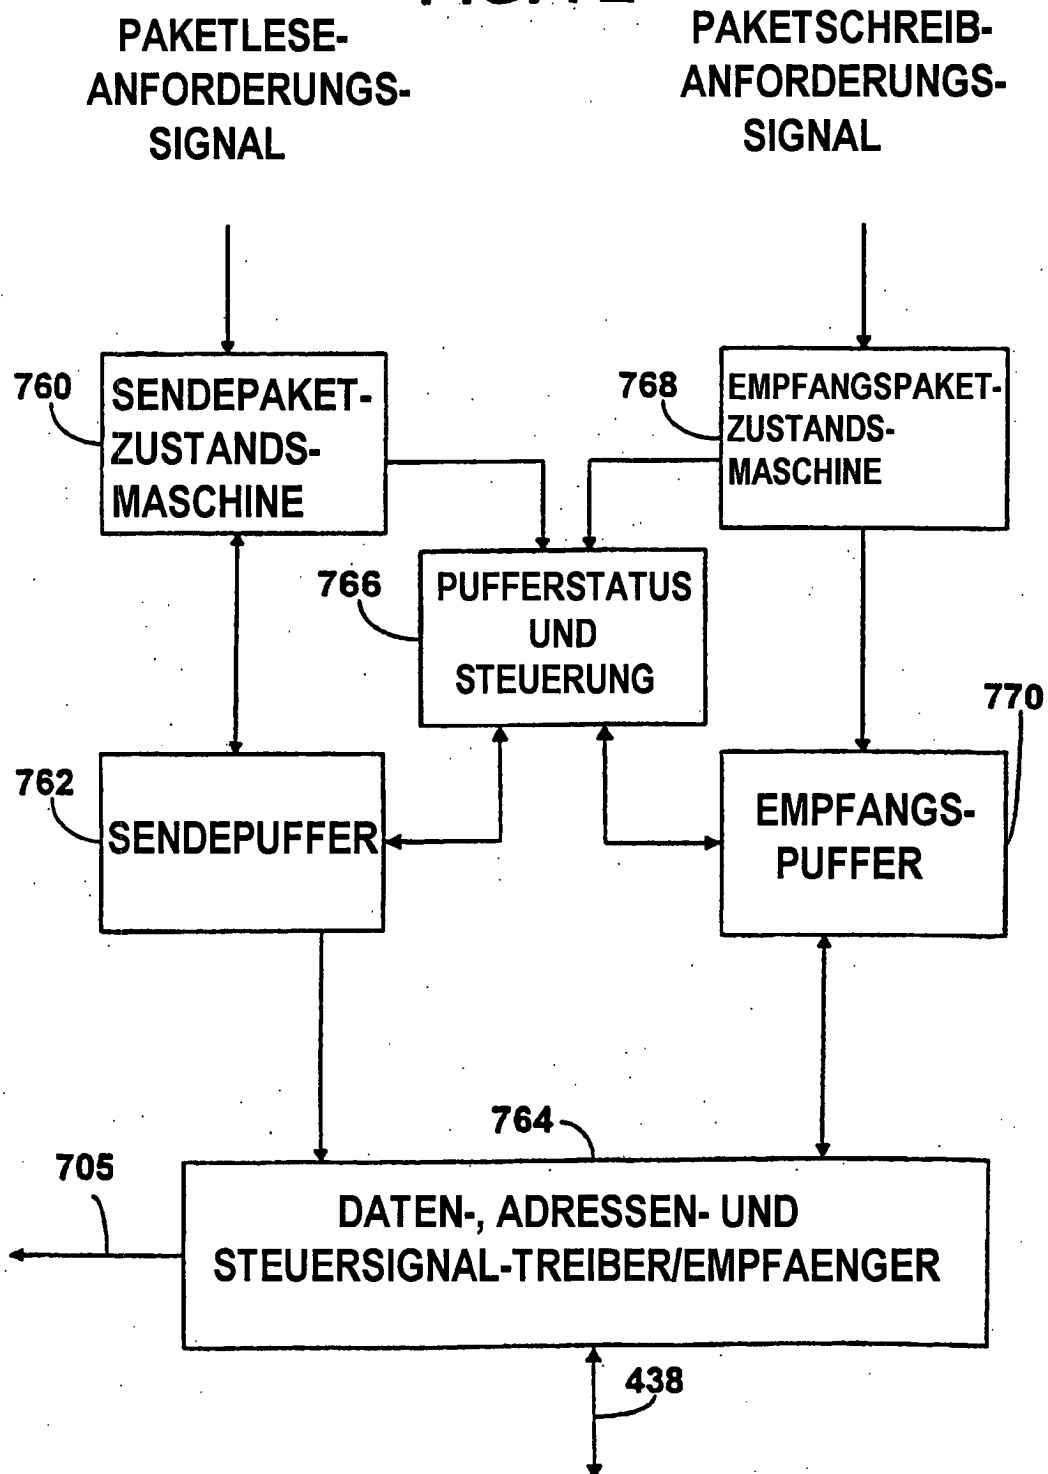 PAKETLESE-
ANFORDERUNGS-
SIGNAL
PAKETSCHREIB-
ANFORDERUNGS-
SIGNAL
760
SENDEPAKET-
ZUSTANDS-
MASCHINE
768
EMPFANGSPAKET-
ZUSTANDS-
MASCHINE
766
PUFFERSTATUS
UND
STEUERUNG
770
762
SENDEPUFFER
EMPFANGS-
PUFFER
764
705
DATEN-, ADRESSEN- UND
STEUERSIGNAL-TREIBER/EMPFAENGER
438